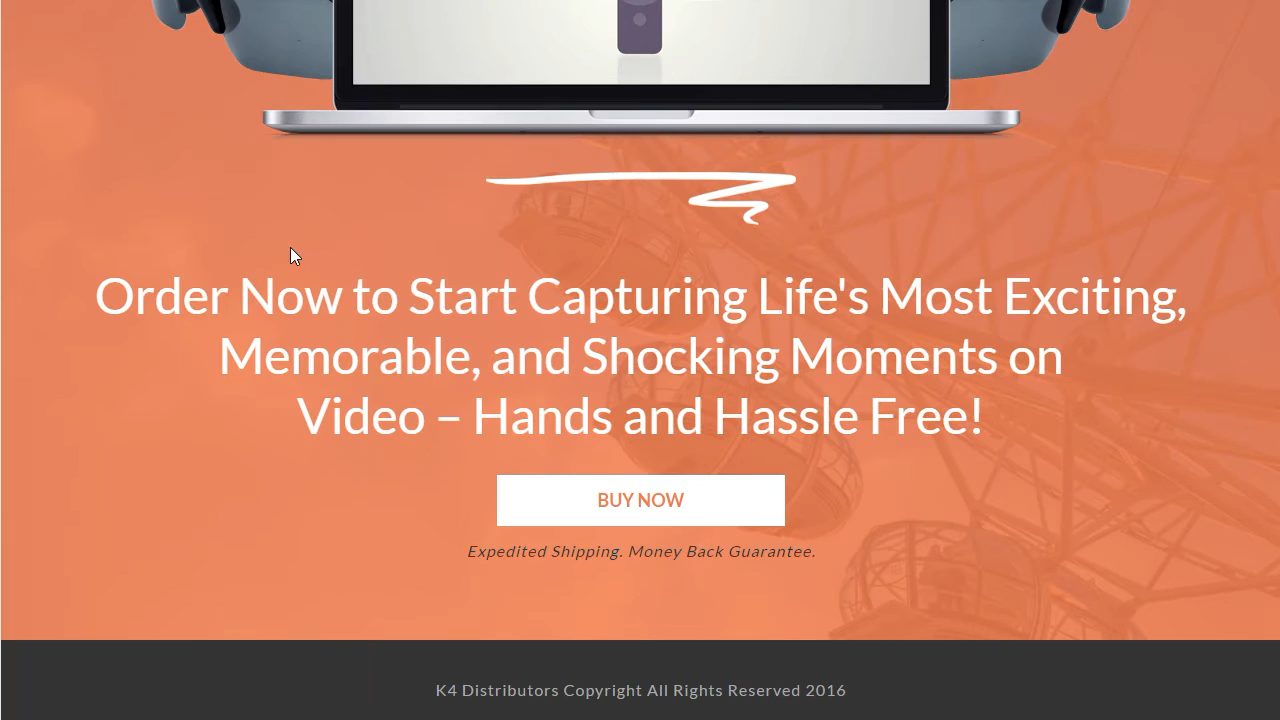 Order Now to Start Capturing Life's Most Exciting,
Memorable, and Shocking Moments on
Video – Hands and Hassle Free!
BUY NOW
Expedited Shipping. Money Back Guarantee.
K4 Distributors Copyright All Rights Reserved 2016